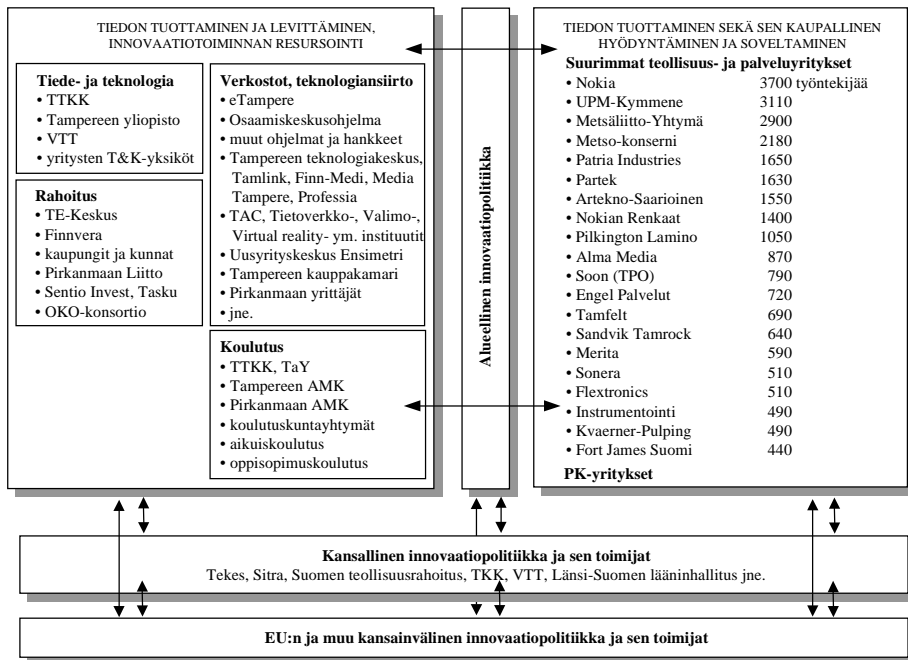 TIEDON TUOTTAMINEN JA LEVITTÄMINEN,
INNOVAATIOTOIMINNAN RESURSOINTI
Tiede- ja teknologia
• TTKK
• Tampereen yliopisto
• VTT
• yritysten T&K-yksiköt
Rahoitus
• TE-Keskus
• Finnvera
• kaupungit ja kunnat
• Pirkanmaan Liitto
• Sentio Invest, Tasku
• OKO-konsortio
Verkostot, teknologiansiirto
• eTampere
• Osaamiskeskusohjelma
• muut ohjelmat ja hankkeet
• Tampereen teknologiakeskus,
Tamlink, Finn-Medi, Media
Tampere, Professia
• TAC, Tietoverkko-, Valimo-,
Virtual reality- ym. instituutit
• Uusyrityskeskus Ensimetri
• Tampereen kauppakamari
• Pirkanmaan yrittäjät
• jne.
Koulutus
• TTKK, TaY
• Tampereen AMK
• Pirkanmaan AMK
• koulutuskuntayhtymät
• aikuiskoulutus
• oppisopimuskoulutus
Alueellinen innovaatiopolitiikka
TIEDON TUOTTAMINEN SEKÄ SEN KAUPALLINEN
HYÖDYNTÄMINEN JA SOVELTAMINEN
Suurimmat teollisuus- ja palveluyritykset
• Nokia 3700 työntekijää
• UPM-Kymmene 3110
• Metsäliitto-Yhtymä 2900
• Metso-konserni 2180
• Patria Industries 1650
• Partek 1630
• Artekno-Saarioinen 1550
• Nokian Renkaat 1400
• Pilkington Lamino 1050
• Alma Media 870
• Soon (TPO) 790
• Engel Palvelut 720
• Tamfelt 690
• Sandvik Tamrock 640
• Merita 590
• Sonera 510
• Flextronics 510
• Instrumentointi 490
• Kvaerner-Pulping 490
• Fort James Suomi 440
PK-yritykset
Kansallinen innovaatiopolitiikka ja sen toimijat
Tekes, Sitra, Suomen teollisuusrahoitus, TKK, VTT, Länsi-Suomen lääninhallitus jne.
EU:n ja muu kansainvälinen innovaatiopolitiikka ja sen toimijat